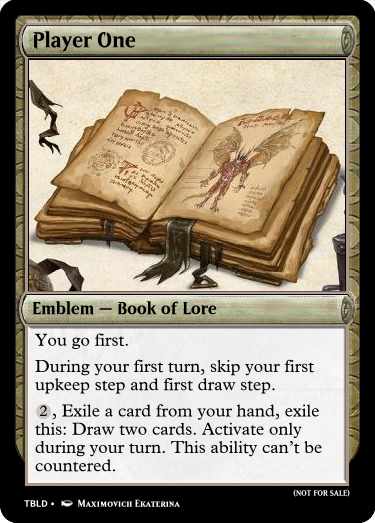 Player One
Emblem — Book of Lore
You go first.
During your first turn, skip your first
upkeep step and first draw step.
2, Exile a card from your hand, exile
this: Draw two cards. Activate only
during your turn. This ability can't be
countered.
(NOT FOR SALE)
TBLD • Maximovich Ekaterina